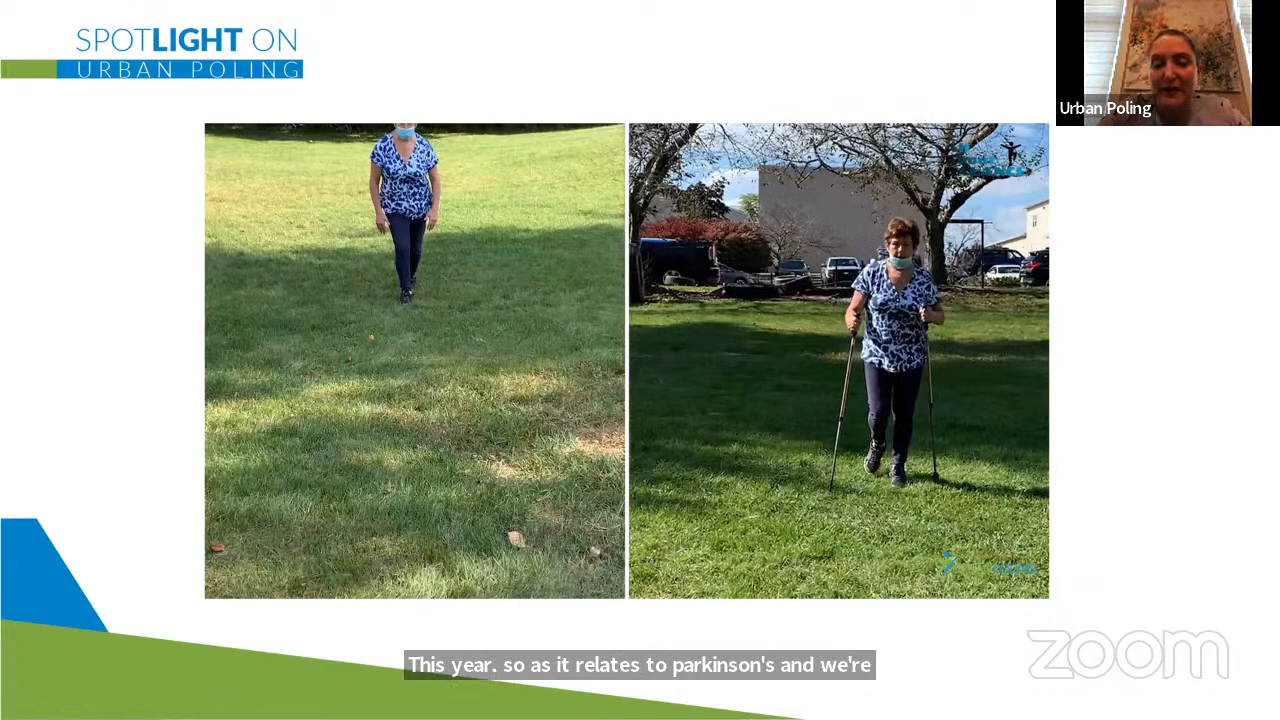 SPOTLIGHT ON
URBAN POLING
Urban Poling
This year. so as it relates to parkinson's and we're
zoom